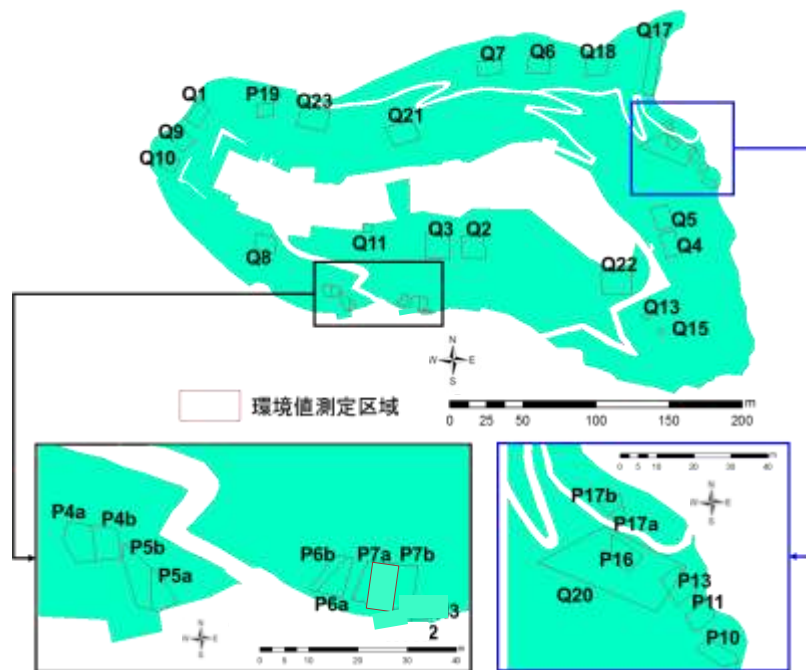 Q17
Q7 Q6 Q18
Q1 P19 Q23 Q21
Q9
Q10
Q5
Q4
Q3 Q2
Q11
Q8
Q22
Q13
Q15
N
W E
S
環境値測定区域
m
0 25 50 100 150 200
P4a P4b
P5b
P5a
P6b P7a P7b
P6a
3
2
N
W E
S
m
0 5 10 20 30 40
m
0 5 10 20 30 40
N
W E
S
P17b
P17a
P16
P13
Q20
P11
P10